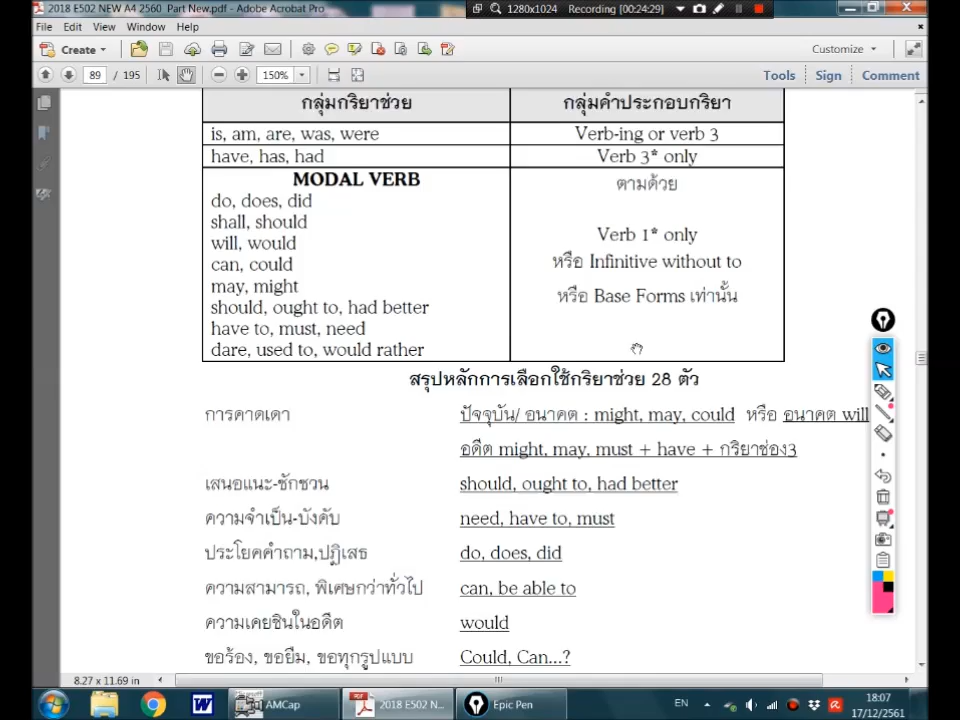 2018 E502 NEW A4 2560 Part New.pdf - Adobe Acrobat Pro
1280x1024 Recording [00:24:29]
File Edit View Window Help
Create Customize
89 / 195 150% Tools Sign Comment
กลุ่มกริยาช่วย กลุ่มคำประกอบกริยา
is, am, are, was, were Verb-ing or verb 3
have, has, had Verb 3* only
MODAL VERB ตามด้วย
do, does, did
shall, should
will, would Verb 1* only
can, could หรือ Infinitive without to
may, might หรือ Base Forms เท่านั้น
should, ought to, had better
have to, must, need
dare, used to, would rather
สรุปหลักการเลือกใช้กริยาช่วย 28 ตัว
การคาดเดา ปัจจุบัน/ อนาคต : might, may, could หรือ อนาคต will
อดีต might, may, must + have + กริยาช่อง3
เสนอแนะ-ชักชวน should, ought to, had better
ความจำเป็น-บังคับ need, have to, must
ประโยคคำถาม,ปฏิเสธ do, does, did
ความสามารถ, พิเศษกว่าทั่วไป can, be able to
ความเคยชินในอดีต would
ขอร้อง, ขอยืม, ขอทุกรูปแบบ Could, Can...?
8.27 x 11.69 in
AMCap 2018 E502 N... Epic Pen EN 18:07
17/12/2561